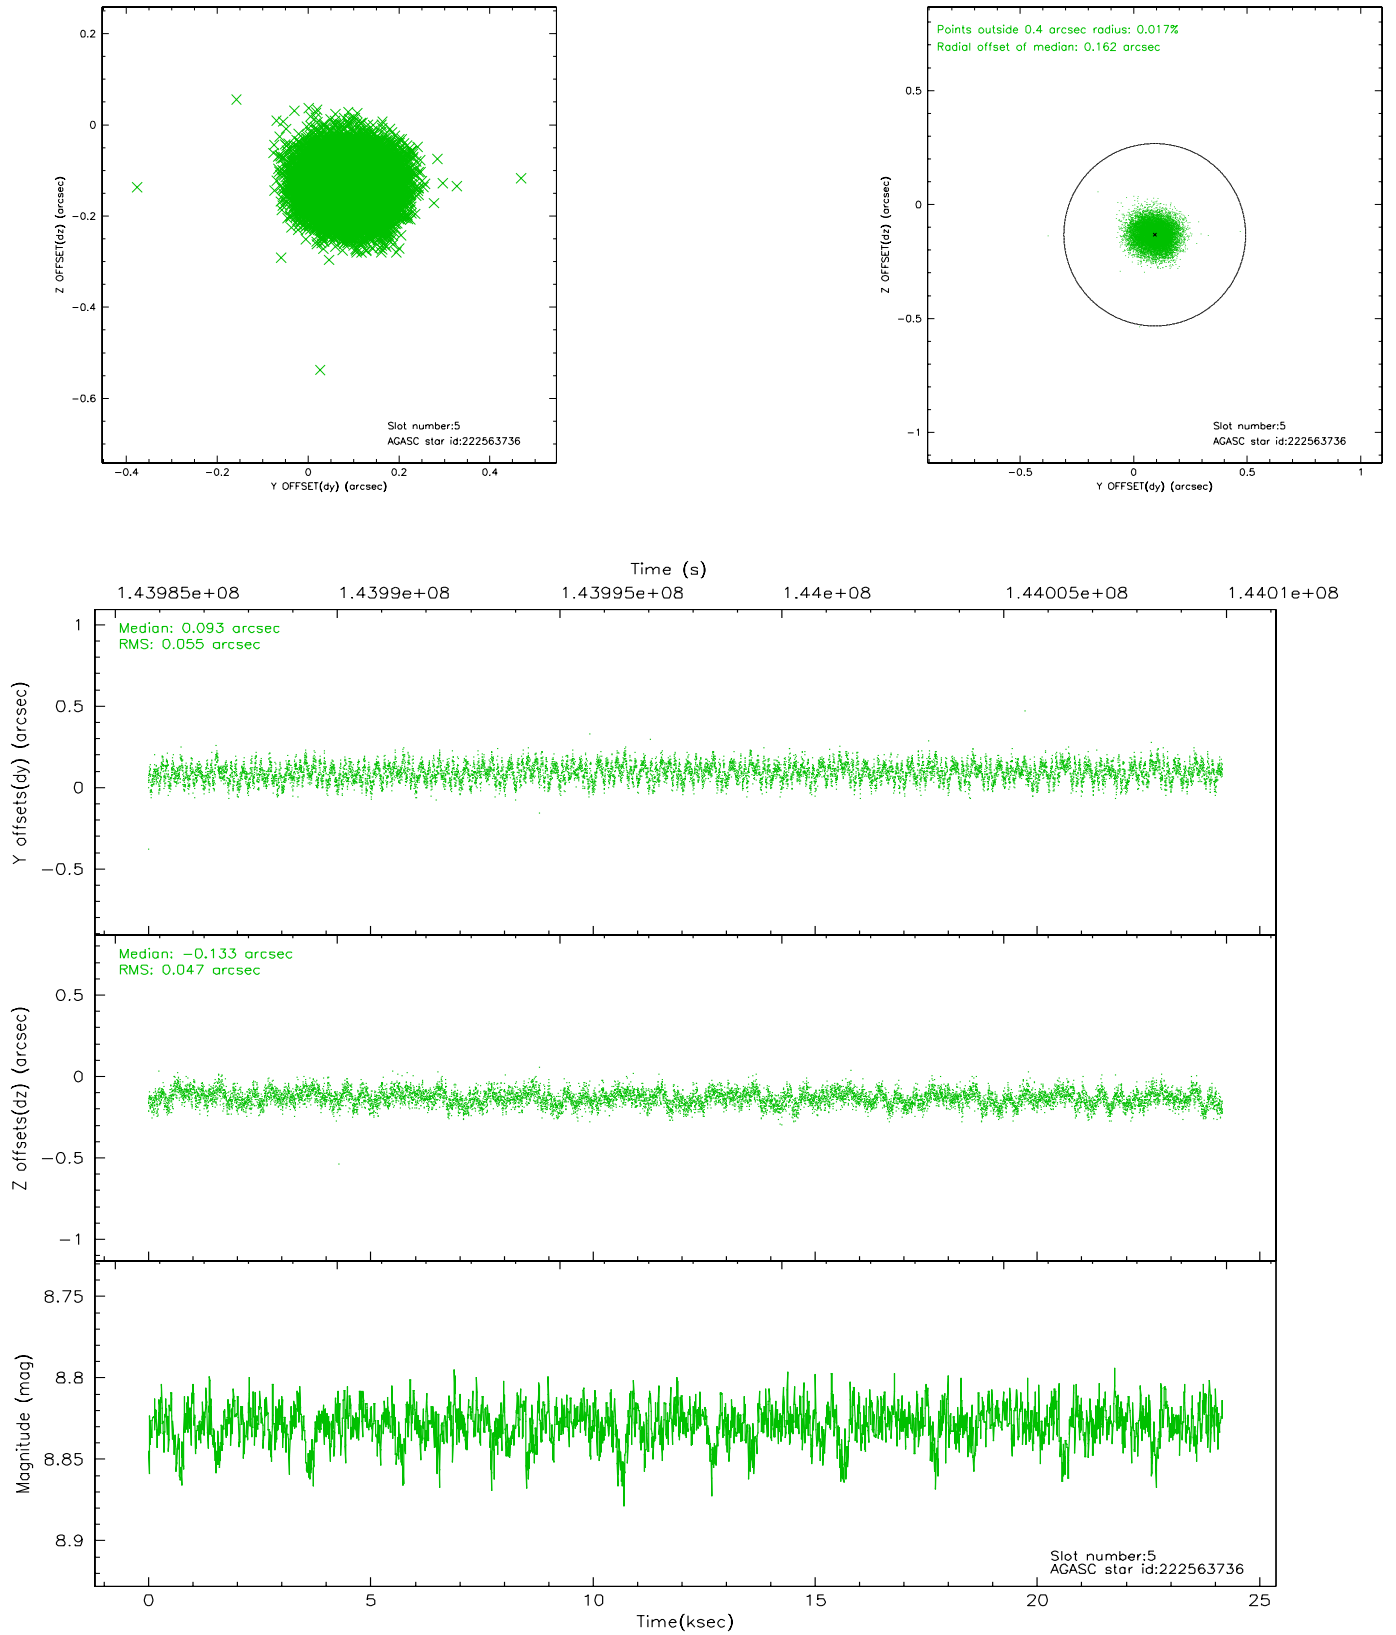 0.2
0
−0.2
−0.4
−0.6
Z OFFSET(dz) (arcsec)
Slot number:5
AGASC star id:222563736
−0.4 −0.2 0 0.2 0.4
Y OFFSET(dy) (arcsec)
Points outside 0.4 arcsec radius: 0.017%
Radial offset of median: 0.162 arcsec
0.5
0
−0.5
−1
Z OFFSET(dz) (arcsec)
Slot number:5
AGASC star id:222563736
−0.5 0 0.5 1
Y OFFSET(dy) (arcsec)
Time (s)
1.43985e+08 1.4399e+08 1.43995e+08 1.44e+08 1.44005e+08 1.4401e+08
Median: 0.093 arcsec
RMS: 0.055 arcsec
1
0.5
0
−0.5
Y offsets(dy) (arcsec)
Median: −0.133 arcsec
RMS: 0.047 arcsec
0.5
0
−0.5
−1
Z offsets(dz) (arcsec)
8.75
8.8
8.85
8.9
Magnitude (mag)
Slot number:5
AGASC star id:222563736
0 5 10 15 20 25
Time(ksec)